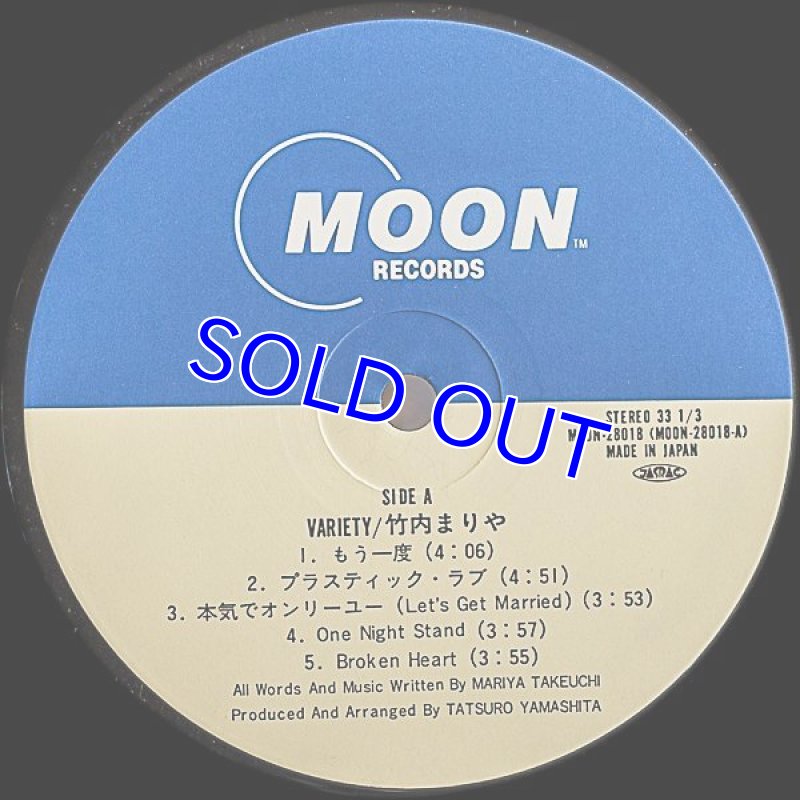 MOON™
RECORDS
SOLD OUT
STEREO 33 1/3
MOON-28018 (MOON-28018-A)
MADE IN JAPAN
JASRAC
SIDE A
VARIETY/竹内まりや
1. もう一度 (4:06)
2. プラスティック・ラブ (4:51)
3. 本気でオンリーユー (Let's Get Married) (3:53)
4. One Night Stand (3:57)
5. Broken Heart (3:55)
All Words And Music Written By MARIYA TAKEUCHI
Produced And Arranged By TATSURO YAMASHITA